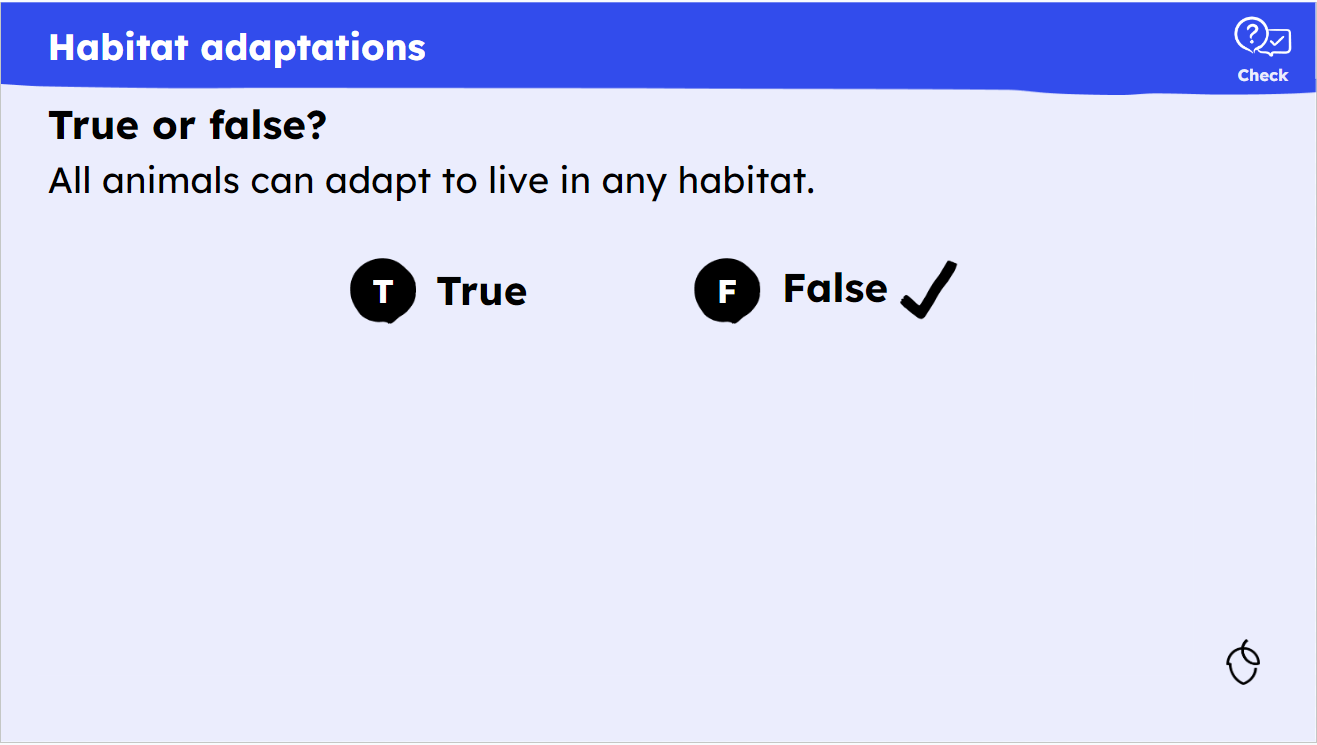 Habitat adaptations
Check
True or false?
All animals can adapt to live in any habitat.
T True
F False